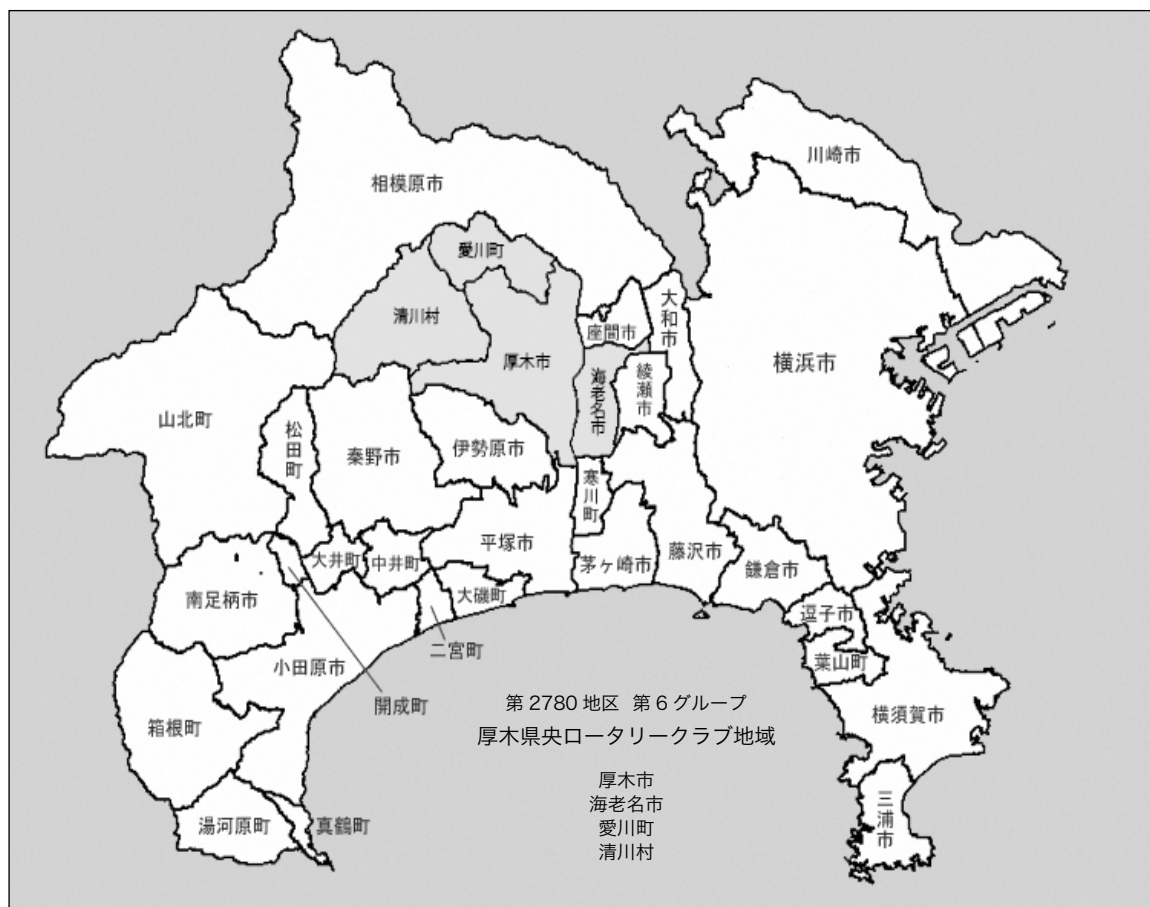 川崎市
相模原市
愛川町
清川村
大和市
座間市
厚木市
横浜市
海老名市
綾瀬市
山北町
松田町
秦野市
伊勢原市
寒川町
平塚市
藤沢市
大井町
中井町
茅ヶ崎市
鎌倉市
南足柄市
大磯町
逗子市
二宮町
小田原市
葉山町
開成町
箱根町
横須賀市
第2780地区 第6グループ
厚木県央ロータリークラブ地域
厚木市
海老名市
愛川町
清川村
湯河原町
真鶴町
三浦市